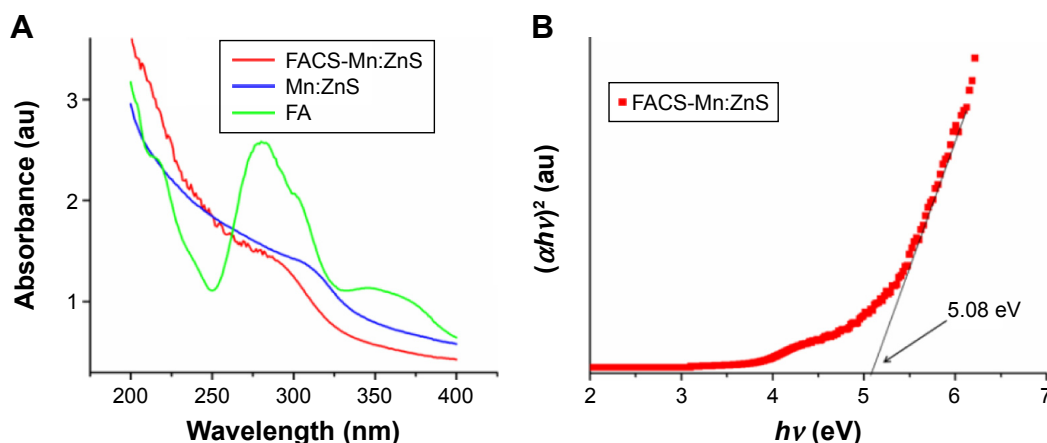 A
Absorbance (au)
3
2
1
FACS-Mn:ZnS
Mn:ZnS
FA
200 250 300 350 400
Wavelength (nm)
B
(αhν)² (au)
FACS-Mn:ZnS
5.08 eV
2 3 4 5 6 7
hν (eV)